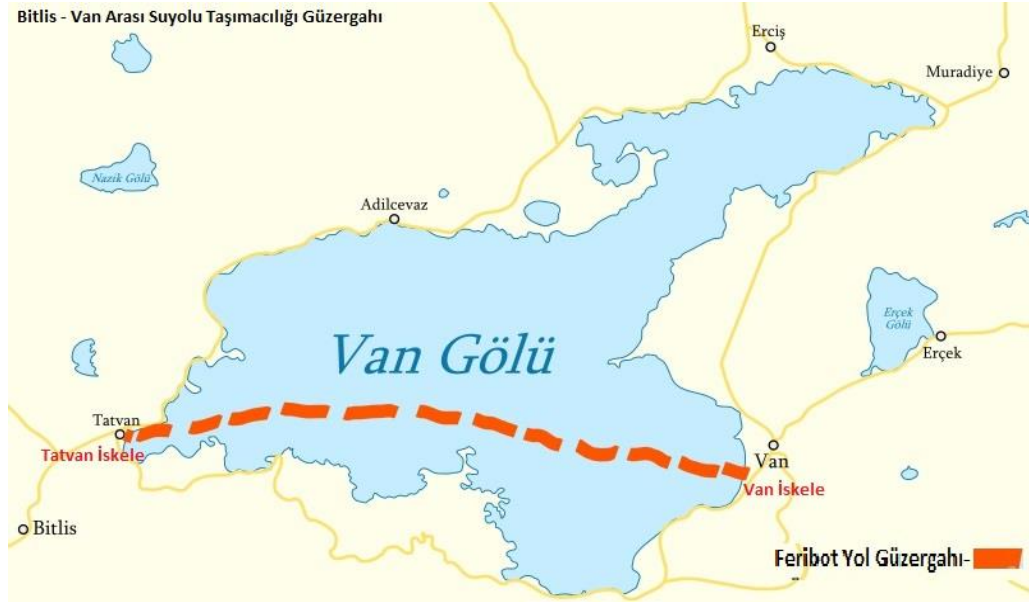 Bitlis - Van Arası Suyolu Taşımacılığı Güzergahı
Erciş
Muradiye
Nazik Gölü
Adilcevaz
Van Gölü
Erçek
Gölü
Erçek
Tatvan
Tatvan İskele
Van
Van İskele
Bitlis
Feribot Yol Güzergahı-